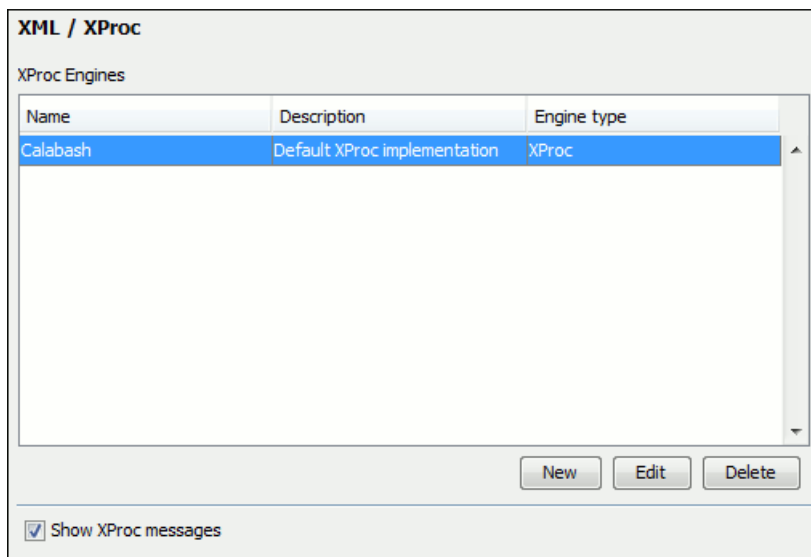 XML / XProc
XProc Engines
Name Description Engine type
Calabash Default XProc implementation XProc
New Edit Delete
Show XProc messages